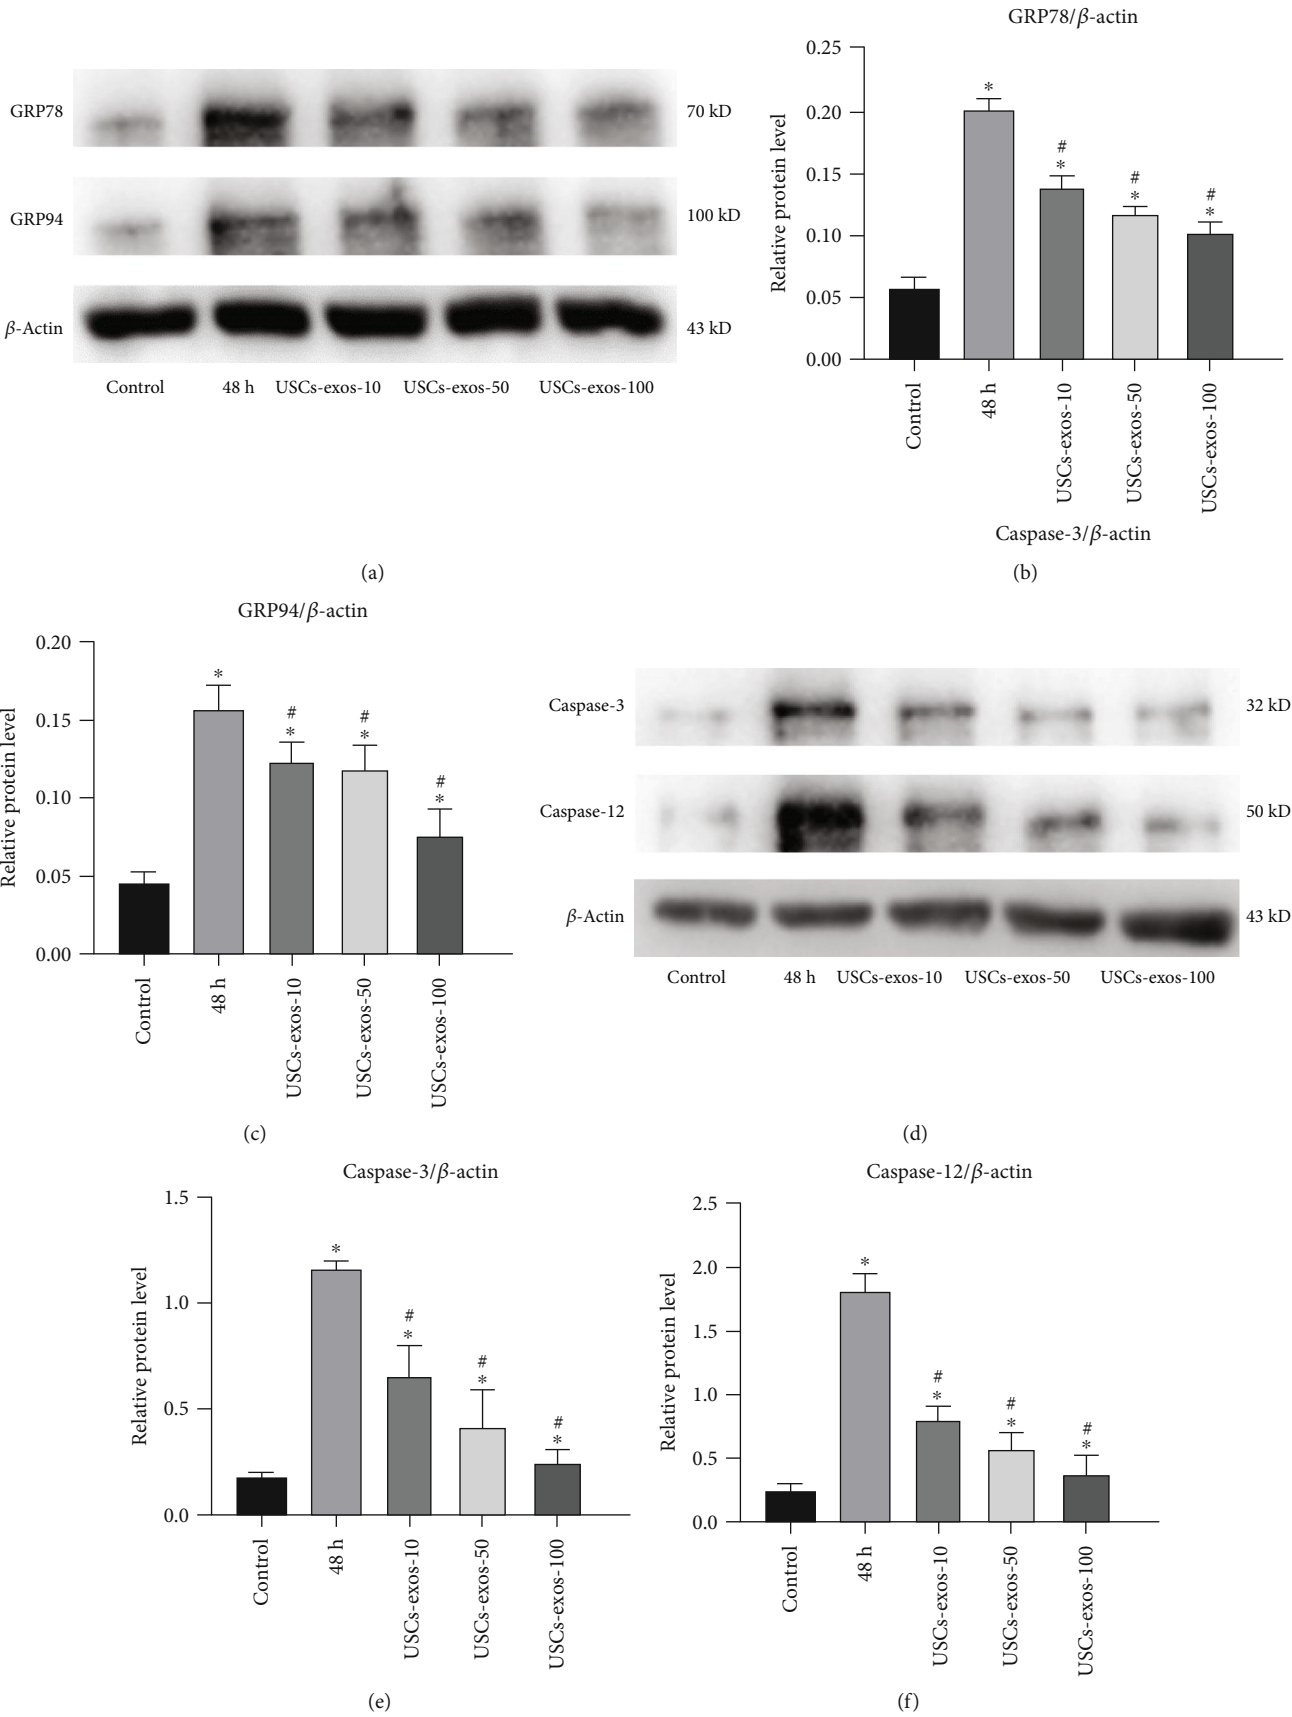 GRP78 70 kD
GRP94 100 kD
β-Actin 43 kD
Control 48 h USCs-exos-10 USCs-exos-50 USCs-exos-100
(a)
GRP78/β-actin
Relative protein level
0.25
0.20
0.15
0.10
0.05
0.00
*
#
*
#
*
#
*
Control
48 h
USCs-exos-10
USCs-exos-50
USCs-exos-100
Caspase-3/β-actin
(b)
GRP94/β-actin
Relative protein level
0.20
0.15
0.10
0.05
0.00
*
#
*
#
*
#
*
Control
48 h
USCs-exos-10
USCs-exos-50
USCs-exos-100
(c)
Caspase-3 32 kD
Caspase-12 50 kD
β-Actin 43 kD
Control 48 h USCs-exos-10 USCs-exos-50 USCs-exos-100
(d)
Caspase-3/β-actin
Relative protein level
1.5
1.0
0.5
0.0
*
#
*
#
*
#
*
Control
48 h
USCs-exos-10
USCs-exos-50
USCs-exos-100
(e)
Caspase-12/β-actin
Relative protein level
2.5
2.0
1.5
1.0
0.5
0.0
*
#
*
#
*
#
*
Control
48 h
USCs-exos-10
USCs-exos-50
USCs-exos-100
(f)